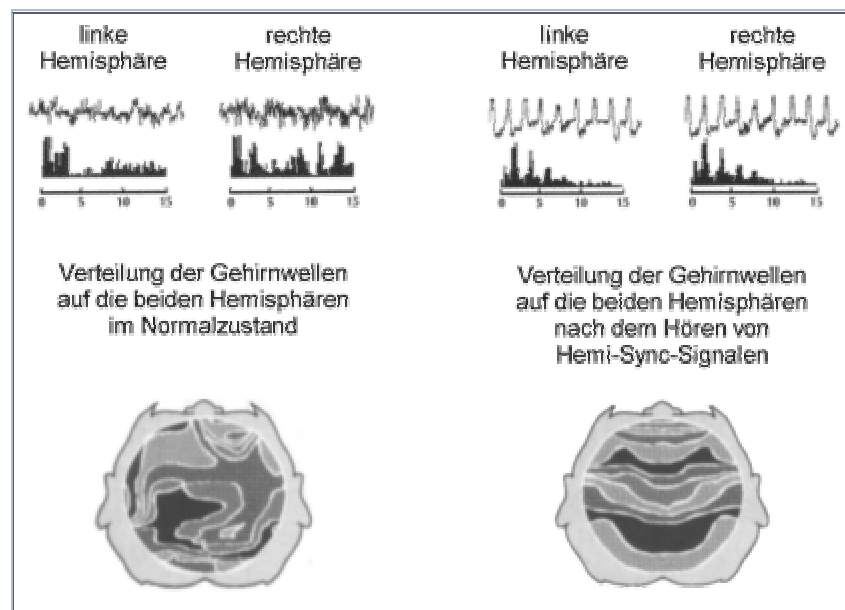 linke
Hemisphäre
rechte
Hemisphäre
linke
Hemisphäre
rechte
Hemisphäre
0 5 10 15
0 5 10 15
0 5 10 15
0 5 10 15
Verteilung der Gehirnwellen
auf die beiden Hemisphären
im Normalzustand
Verteilung der Gehirnwellen
auf die beiden Hemisphären
nach dem Hören von
Hemi-Sync-Signalen